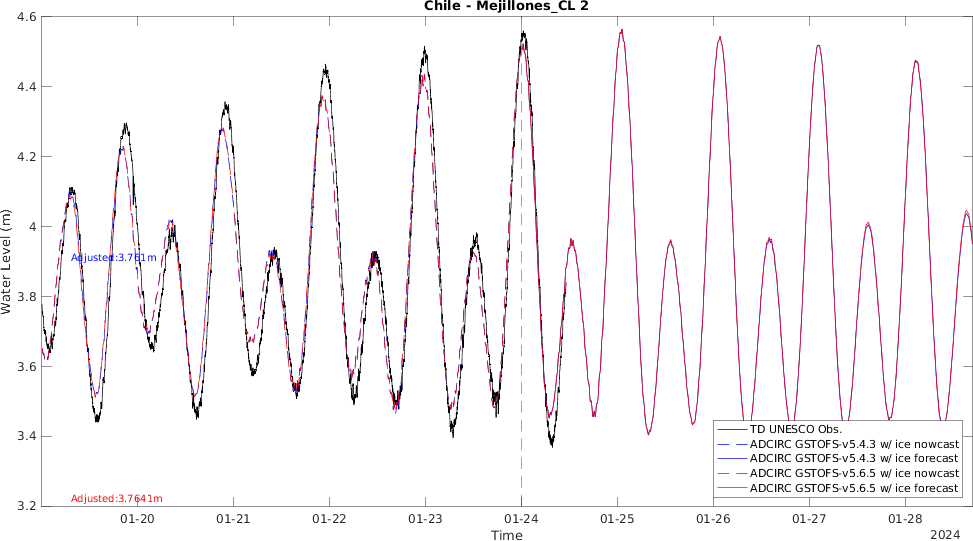 Chile - Mejillones_CL 2
4.6
4.4
4.2
4
3.8
3.6
3.4
3.2
Water Level (m)
Adjusted:3.761m
Adjusted:3.7641m
TD UNESCO Obs.
ADCIRC GSTOFS-v5.4.3 w/ ice nowcast
ADCIRC GSTOFS-v5.4.3 w/ ice forecast
ADCIRC GSTOFS-v5.6.5 w/ ice nowcast
ADCIRC GSTOFS-v5.6.5 w/ ice forecast
01-20 01-21 01-22 01-23 01-24 01-25 01-26 01-27 01-28
Time
2024